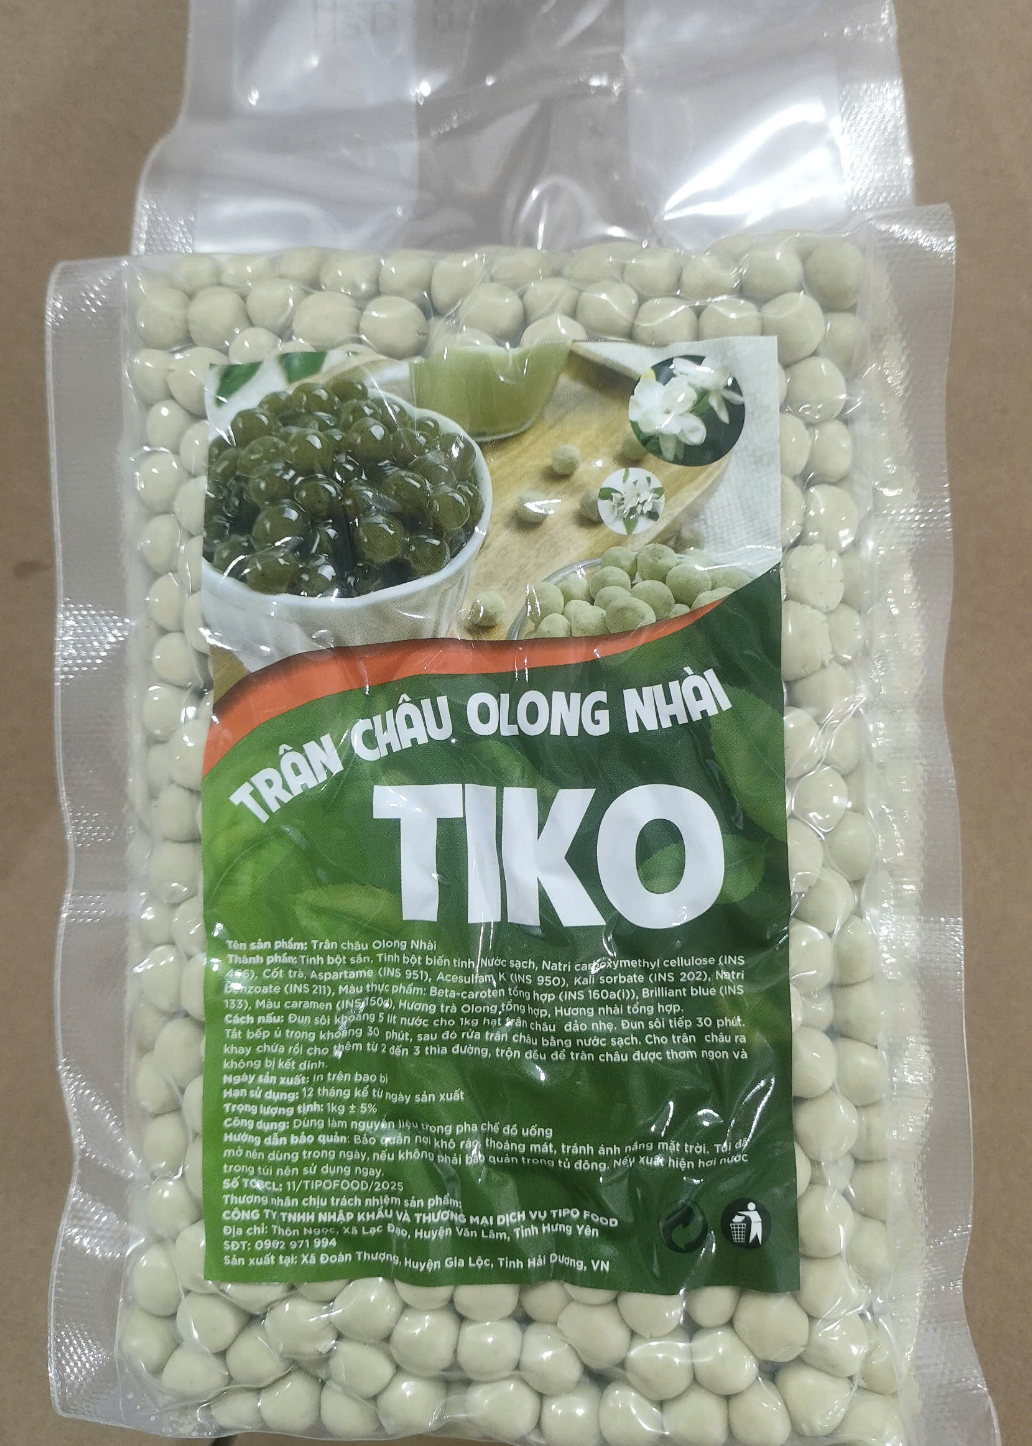 TRÂN CHÂU OLONG NHÀI
TIKO
Tên sản phẩm: Trân châu Olong Nhài
Thành phần: Tinh bột sắn, Tinh bột biến tính, Nước sạch, Natri carboxymethyl cellulose (INS
466), Cốt trà, Aspartame (INS 951), Acesulfam K (INS 950), Kali sorbate (INS 202), Natri
benzoate (INS 211), Màu thực phẩm: Beta-caroten tổng hợp (INS 160a(i)), Brilliant blue (INS
133), Màu caramen (INS 150d), Hương trà Olong tổng hợp, Hương nhài tổng hợp.
Cách nấu: Đun sôi khoảng 5 lít nước cho 1kg hạt trân châu đảo nhẹ. Đun sôi tiếp 30 phút.
Tắt bếp ủ trong khoảng 30 phút, sau đó rửa trân châu bằng nước sạch. Cho trân châu ra
khay chứa rồi cho thêm từ 2 đến 3 thìa đường, trộn đều để trân châu được thơm ngon và
không bị kết dính.
Ngày sản xuất: in trên bao bì
Hạn sử dụng: 12 tháng kể từ ngày sản xuất
Trọng lượng tịnh: 1kg ± 5%
Công dụng: Dùng làm nguyên liệu trong pha chế đồ uống
Hướng dẫn bảo quản: Bảo quản nơi khô ráo, thoáng mát, tránh ánh nắng mặt trời. Túi đã
mở nên dùng trong ngày, nếu không phải bảo quản trong tủ đông. Nếu xuất hiện hơi nước
trong túi nên sử dụng ngay.
Số TCCL: 11/TIPOFOOD/2025
Thương nhân chịu trách nhiệm sản phẩm:
CÔNG TY TNHH NHẬP KHẨU VÀ THƯƠNG MẠI DỊCH VỤ TIPO FOOD
Địa chỉ: Thôn Ngọc, Xã Lạc Đạo, Huyện Văn Lâm, Tỉnh Hưng Yên
SĐT: 0982 971 994
Sản xuất tại: Xã Đoàn Thượng, Huyện Gia Lộc, Tỉnh Hải Dương, VN